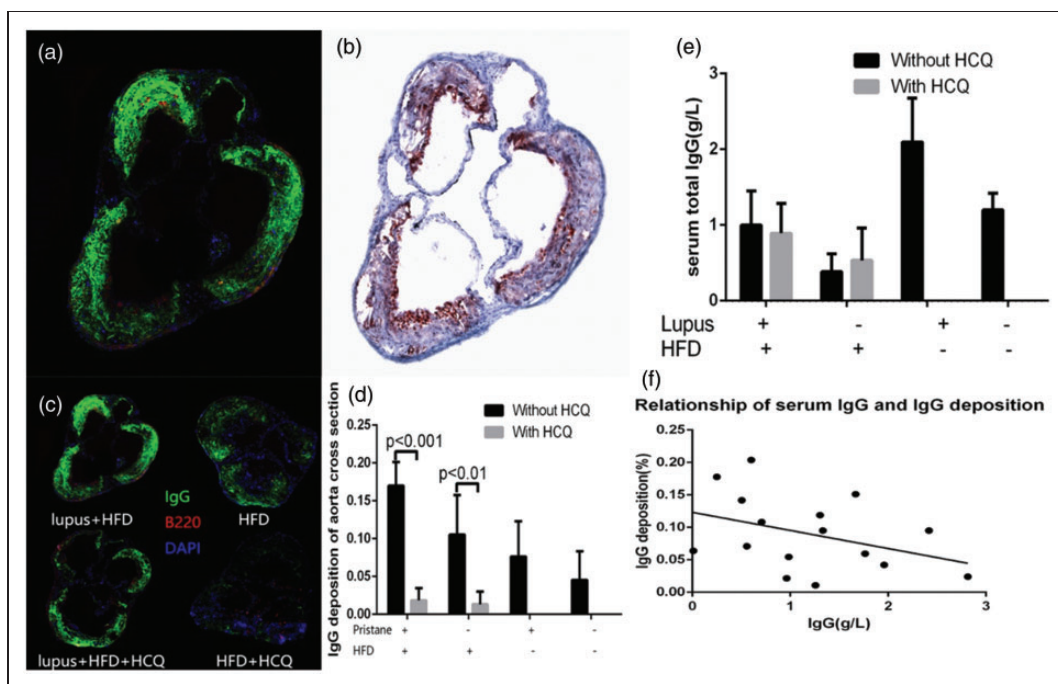 (a)
(b)
(c)
lupus+HFD
IgG
B220
DAPI
HFD
lupus+HFD+HCQ
HFD+HCQ
(d)
Without HCQ
With HCQ
IgG deposition of aorta cross section
0.25
0.20
0.15
0.10
0.05
0.00
p<0.001
p<0.01
Pristane + - + -
HFD + + - -
(e)
Without HCQ
With HCQ
serum total IgG(g/L)
3
2
1
0
Lupus + - + -
HFD + + - -
(f)
Relationship of serum IgG and IgG deposition
IgG deposition(%)
0.25
0.20
0.15
0.10
0.05
0.00
0 1 2 3
IgG(g/L)